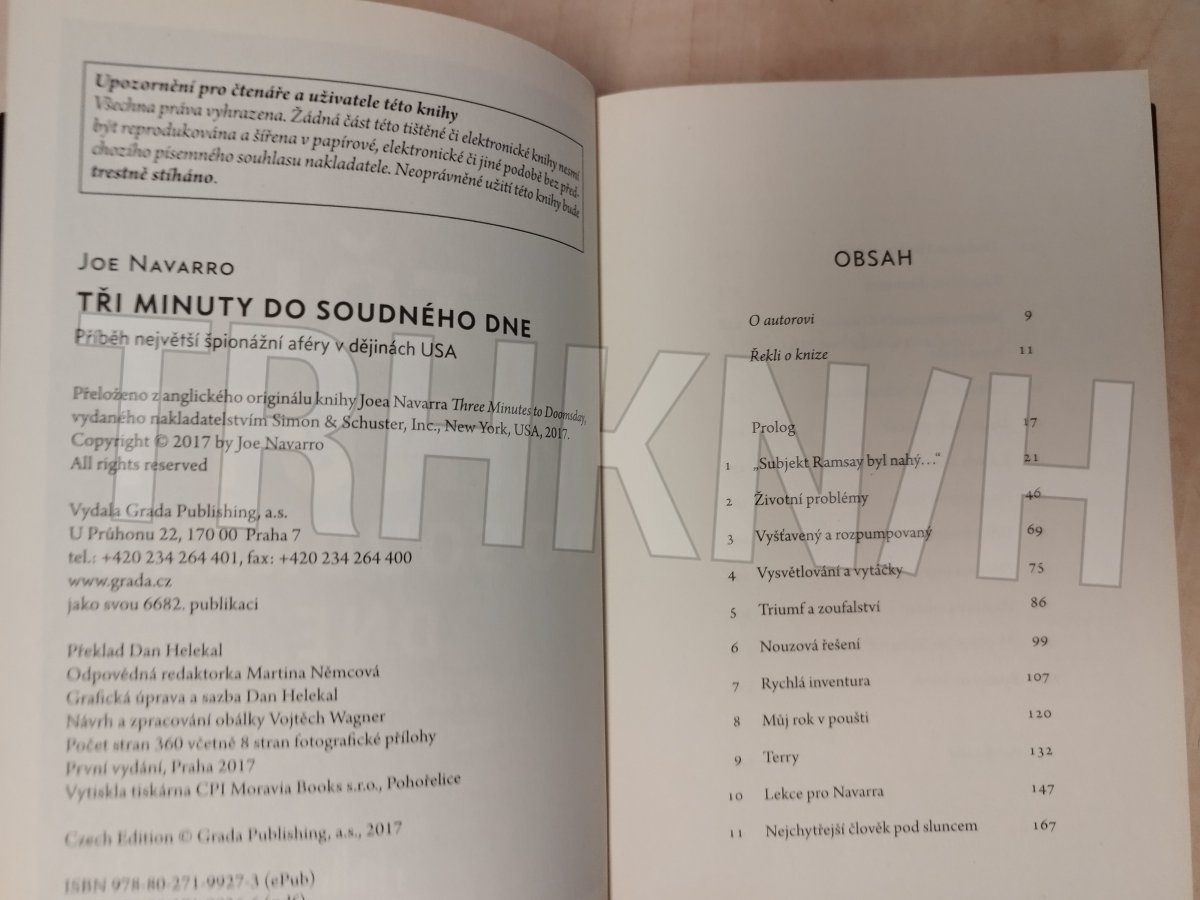 Upozornění pro čtenáře a uživatele této knihy
Všechna práva vyhrazena. Žádná část této tištěné či elektronické knihy nesmí
být reprodukována a šířena v papírové, elektronické či jiné podobě bez před-
chozího písemného souhlasu nakladatele. Neoprávněné užití této knihy bude
trestně stíháno.
JOE NAVARRO
TŘI MINUTY DO SOUDNÉHO DNE
Příběh největší špionážní aféry v dějinách USA
Přeloženo z anglického originálu knihy Joea Navarra Three Minutes to Doomsday,
vydaného nakladatelstvím Simon & Schuster, Inc., New York, USA, 2017.
Copyright © 2017 by Joe Navarro
All rights reserved
Vydala Grada Publishing, a.s.
U Průhonu 22, 170 00 Praha 7
tel.: +420 234 264 401, fax: +420 234 264 400
www.grada.cz
jako svou 6682. publikaci
Překlad Dan Helekal
Odpovědná redaktorka Martina Němcová
Grafická úprava a sazba Dan Helekal
Návrh a zpracování obálky Vojtěch Wagner
Počet stran 360 včetně 8 stran fotografické přílohy
První vydání, Praha 2017
Vytiskla tiskárna CPI Moravia Books s.r.o., Pohořelice
Czech Edition © Grada Publishing, a.s., 2017
ISBN 978-80-271-9927-3 (ePub)
OBSAH
O autorovi 9
Řekli o knize 11
Prolog 17
1 „Subjekt Ramsay byl nahý…“ 21
2 Životní problémy 46
3 Vyšťavený a rozpumpovaný 69
4 Vysvětlování a vytáčky 75
5 Triumf a zoufalství 86
6 Nouzová řešení 99
7 Rychlá inventura 107
8 Můj rok v poušti 120
9 Terry 132
10 Lekce pro Navarra 147
11 Nejchytřejší člověk pod sluncem 167
TRHKNIH